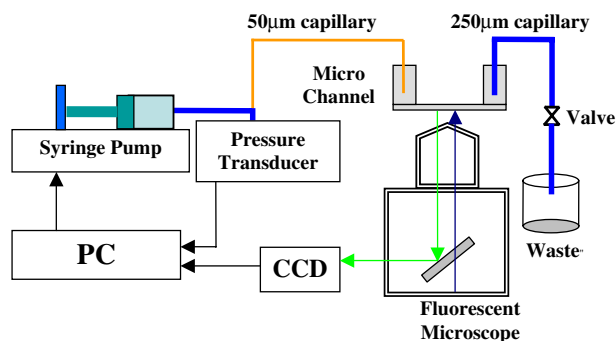 50μm capillary
250μm capillary
Micro
Channel
Valve
Syringe Pump
Pressure
Transducer
PC
CCD
Waste
Fluorescent
Microscope